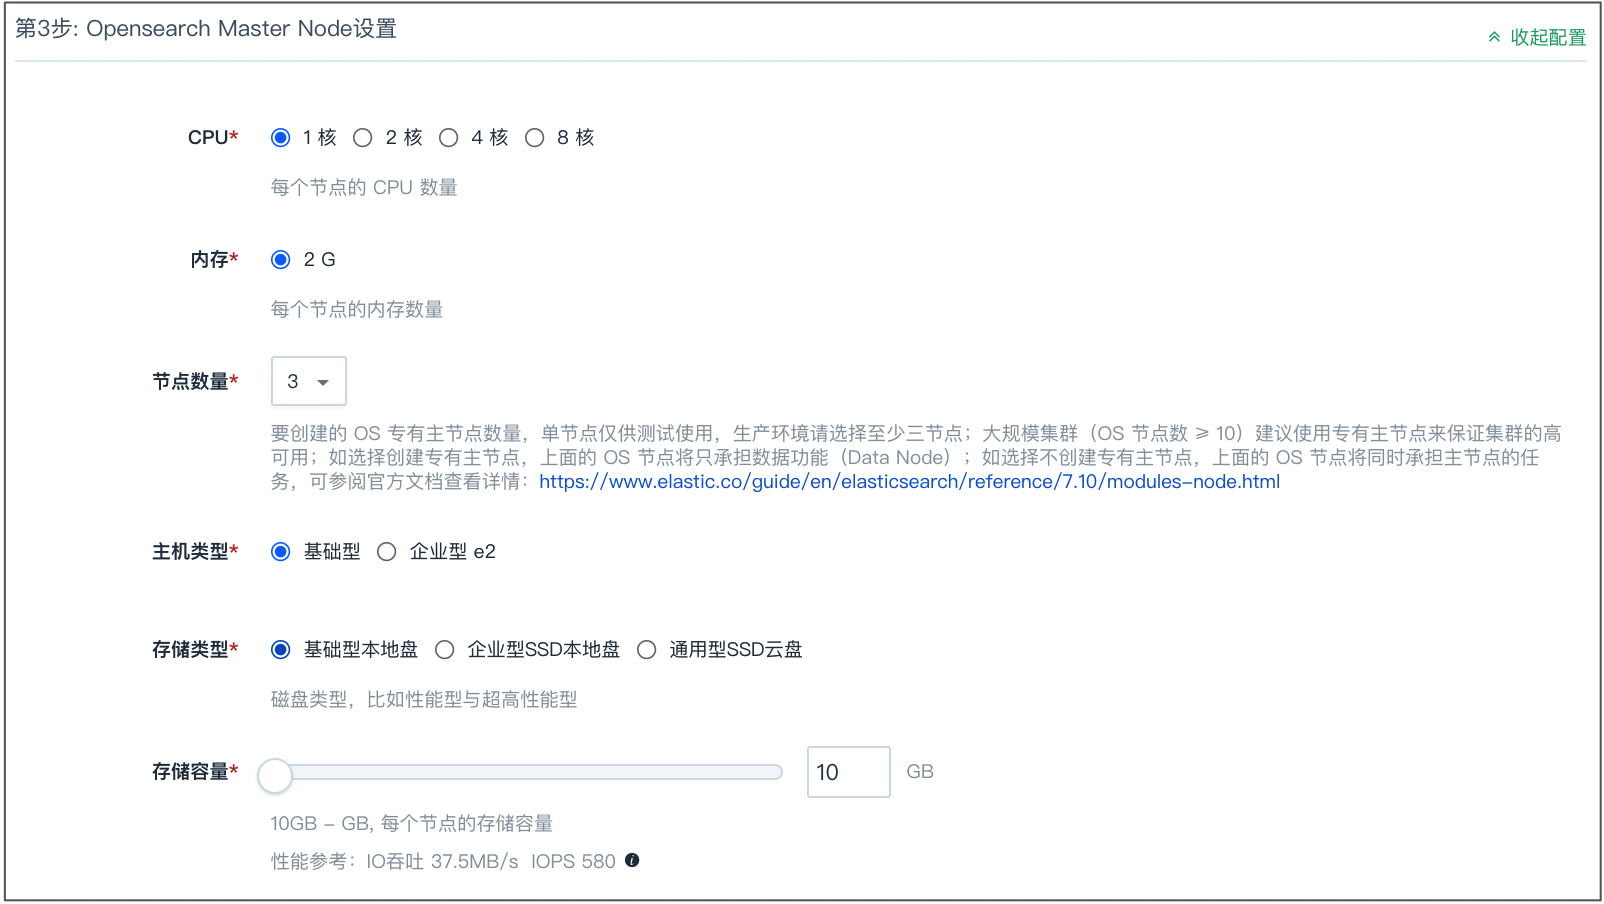 第3步: Opensearch Master Node设置
收起配置
CPU* 1 核 2 核 4 核 8 核
每个节点的 CPU 数量
内存* 2 G
每个节点的内存数量
节点数量* 3
要创建的 OS 专有主节点数量，单节点仅供测试使用，生产环境请选择至少三节点；大规模集群（OS 节点数 ≥ 10）建议使用专有主节点来保证集群的高
可用；如选择创建专有主节点，上面的 OS 节点将只承担数据功能（Data Node）；如选择不创建专有主节点，上面的 OS 节点将同时承担主节点的任
务，可参阅官方文档查看详情：https://www.elastic.co/guide/en/elasticsearch/reference/7.10/modules-node.html
主机类型* 基础型 企业型 e2
存储类型* 基础型本地盘 企业型SSD本地盘 通用型SSD云盘
磁盘类型，比如性能型与超高性能型
存储容量* 10 GB
10GB - GB, 每个节点的存储容量
性能参考：IO吞吐 37.5MB/s IOPS 580